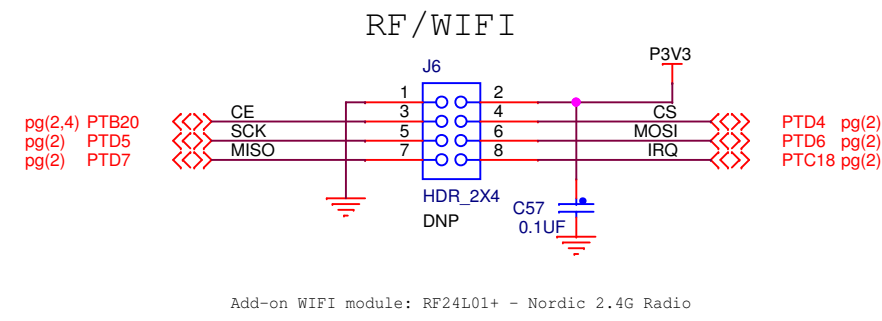 RF/WIFI
P3V3
J6
1 2
pg(2,4) PTB20 CE 3 4 CS PTD4 pg(2)
pg(2) PTD5 SCK 5 6 MOSI PTD6 pg(2)
pg(2) PTD7 MISO 7 8 IRQ PTC18 pg(2)
HDR_2X4
DNP
C57
0.1UF
Add-on WIFI module: RF24L01+ - Nordic 2.4G Radio